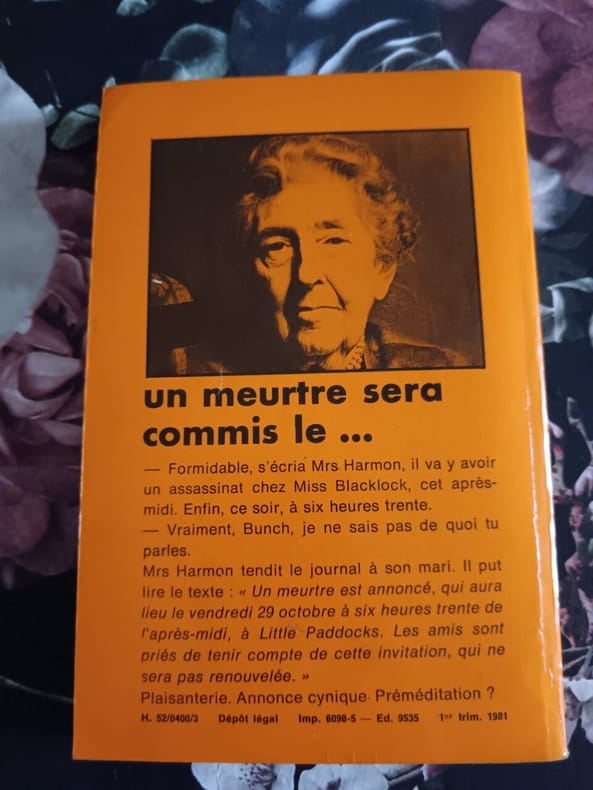 un meurtre sera
commis le ...
— Formidable, s'écria Mrs Harmon, il va y avoir
un assassinat chez Miss Blacklock, cet après-
midi. Enfin, ce soir, à six heures trente.
— Vraiment, Bunch, je ne sais pas de quoi tu
parles.
Mrs Harmon tendit le journal à son mari. Il put
lire le texte : « Un meurtre est annoncé, qui aura
lieu le vendredi 29 octobre à six heures trente de
l'après-midi, à Little Paddocks. Les amis sont
priés de tenir compte de cette invitation, qui ne
sera pas renouvelée. »
Plaisanterie. Annonce cynique. Préméditation ?
H. 52/0400/3 Dépôt légal Imp. 6098-5 — Ed. 9535 1er trim. 1981